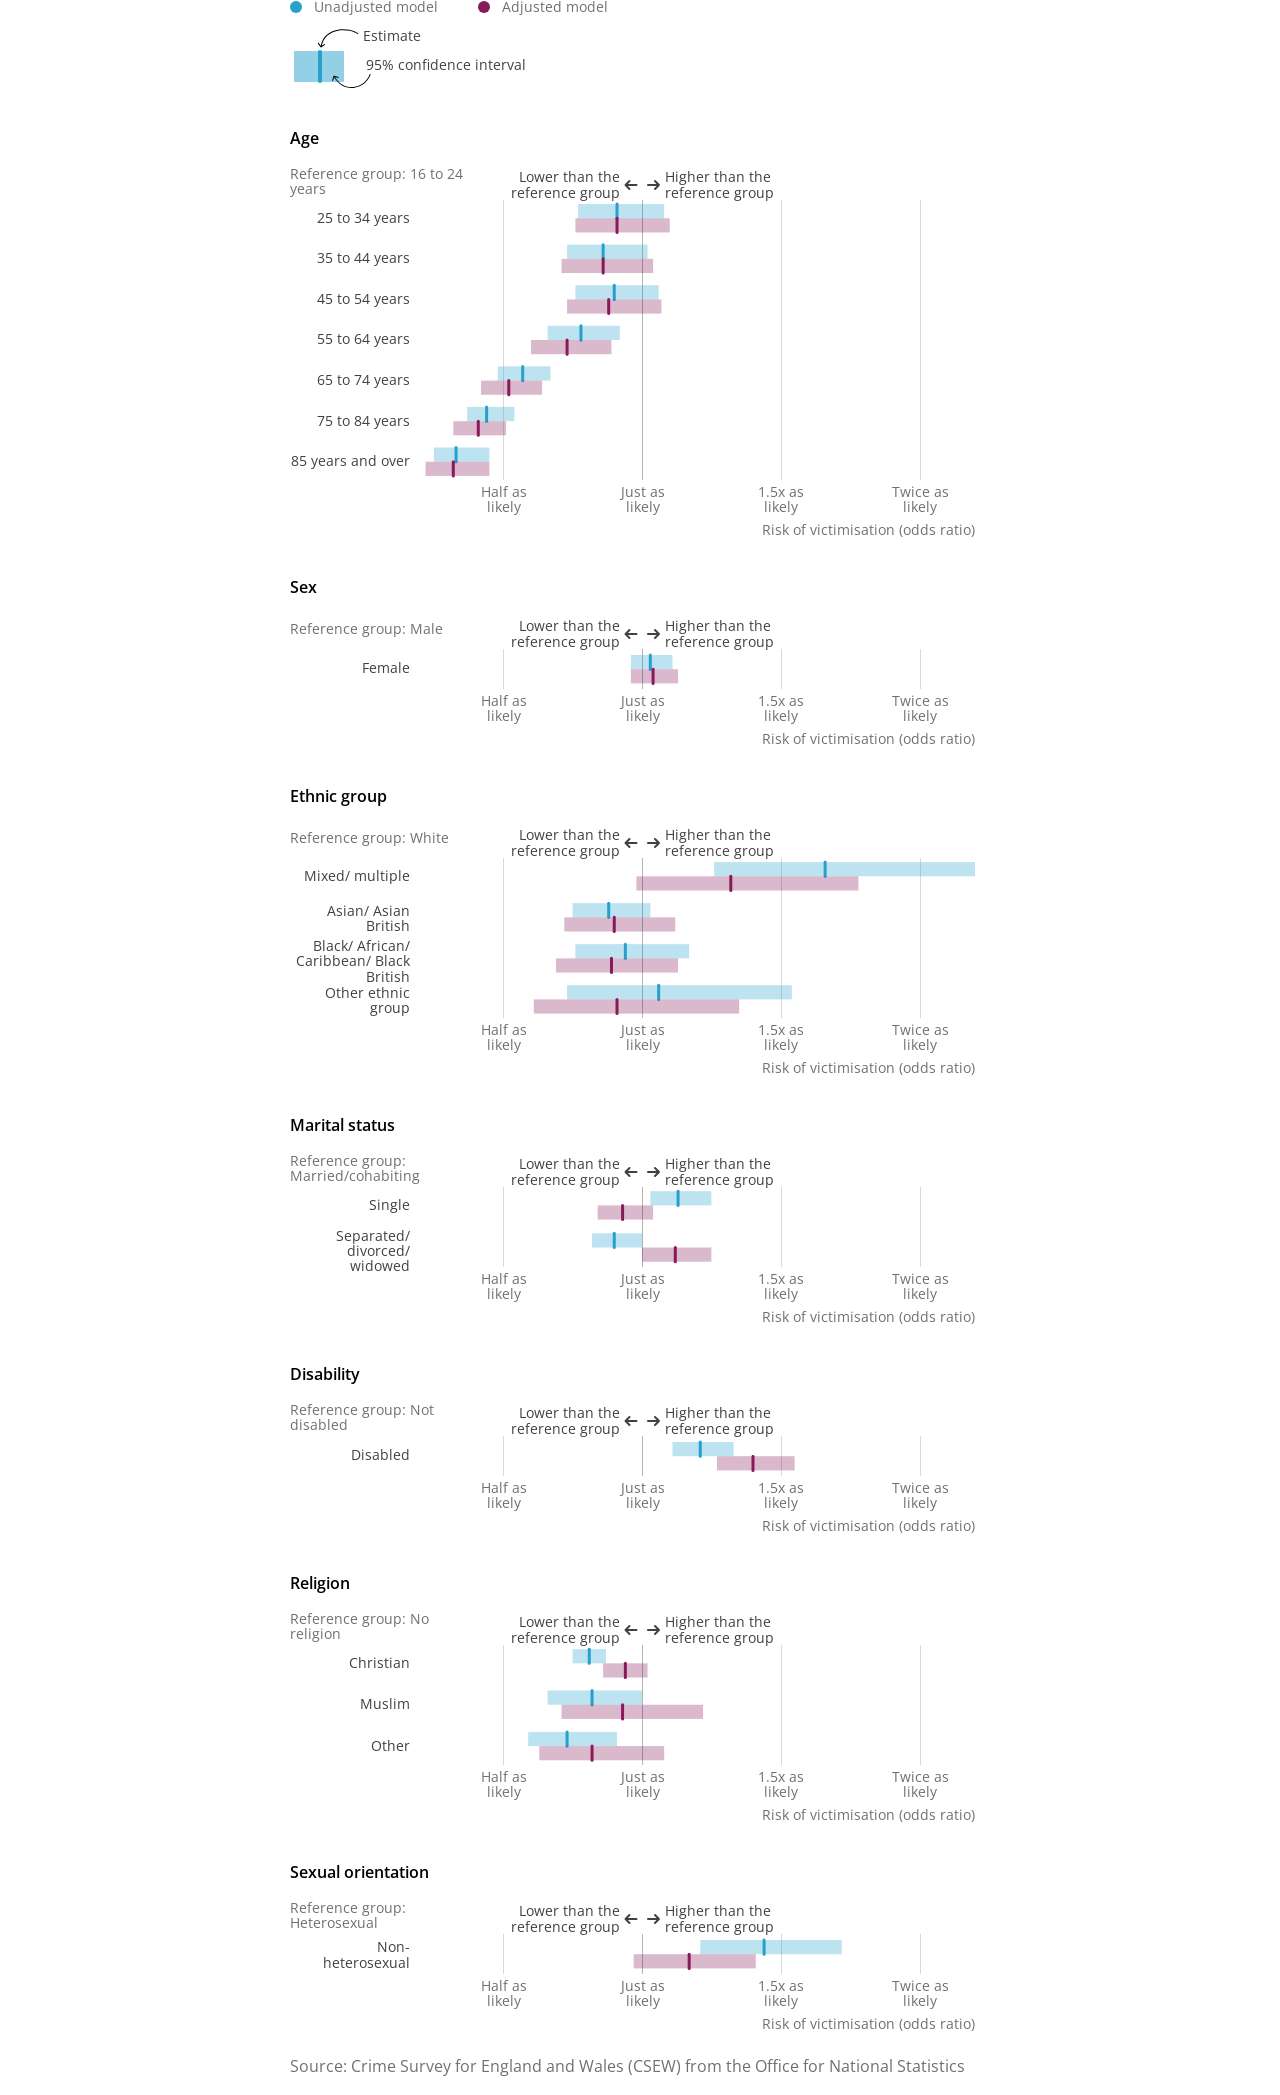 Unadjusted model
Adjusted model
Estimate
95% confidence interval
Age
Reference group: 16 to 24
years
Lower than the
reference group
Higher than the
reference group
25 to 34 years
35 to 44 years
45 to 54 years
55 to 64 years
65 to 74 years
75 to 84 years
85 years and over
Half as
likely
Just as
likely
1.5x as
likely
Twice as
likely
Risk of victimisation (odds ratio)
Sex
Reference group: Male
Lower than the
reference group
Higher than the
reference group
Female
Half as
likely
Just as
likely
1.5x as
likely
Twice as
likely
Risk of victimisation (odds ratio)
Ethnic group
Reference group: White
Lower than the
reference group
Higher than the
reference group
Mixed/ multiple
Asian/ Asian
British
Black/ African/
Caribbean/ Black
British
Other ethnic
group
Half as
likely
Just as
likely
1.5x as
likely
Twice as
likely
Risk of victimisation (odds ratio)
Marital status
Reference group:
Married/cohabiting
Lower than the
reference group
Higher than the
reference group
Single
Separated/
divorced/
widowed
Half as
likely
Just as
likely
1.5x as
likely
Twice as
likely
Risk of victimisation (odds ratio)
Disability
Reference group: Not
disabled
Lower than the
reference group
Higher than the
reference group
Disabled
Half as
likely
Just as
likely
1.5x as
likely
Twice as
likely
Risk of victimisation (odds ratio)
Religion
Reference group: No
religion
Lower than the
reference group
Higher than the
reference group
Christian
Muslim
Other
Half as
likely
Just as
likely
1.5x as
likely
Twice as
likely
Risk of victimisation (odds ratio)
Sexual orientation
Reference group:
Heterosexual
Lower than the
reference group
Higher than the
reference group
Non-
heterosexual
Half as
likely
Just as
likely
1.5x as
likely
Twice as
likely
Risk of victimisation (odds ratio)
Source: Crime Survey for England and Wales (CSEW) from the Office for National Statistics